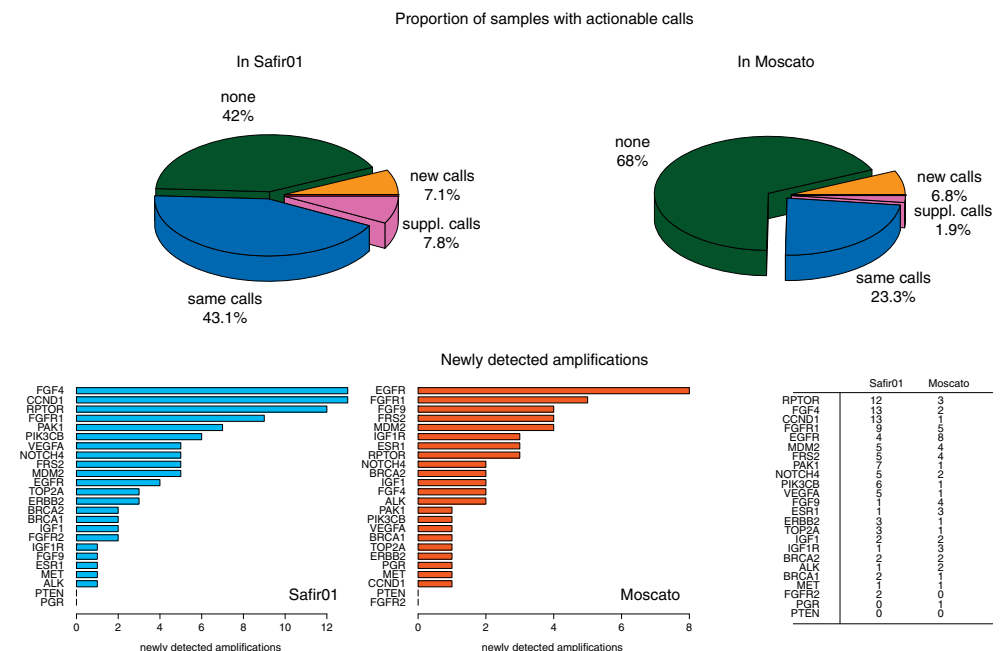 Proportion of samples with actionable calls
In Safir01
none
42%
new calls
7.1%
suppl. calls
7.8%
same calls
43.1%
In Moscato
none
68%
new calls
6.8%
suppl. calls
1.9%
same calls
23.3%
Newly detected amplifications
FGF4
CCND1
RPTOR
FGFR1
PAK1
PIK3CB
VEGFA
NOTCH4
FRS2
MDM2
EGFR
TOP2A
ERBB2
BRCA2
BRCA1
IGF1
FGFR2
IGF1R
FGF9
ESR1
MET
ALK
PTEN
PGR
Safir01
0 2 4 6 8 10 12
newly detected amplifications
EGFR
FGFR1
FGF9
FRS2
MDM2
IGF1R
ESR1
RPTOR
NOTCH4
BRCA2
IGF1
FGF4
ALK
PAK1
PIK3CB
VEGFA
BRCA1
TOP2A
ERBB2
PGR
MET
CCND1
PTEN
FGFR2
Moscato
0 2 4 6 8
newly detected amplifications
Safir01 Moscato
RPTOR 12 3
FGF4 13 2
CCND1 13 1
FGFR1 9 5
EGFR 4 8
MDM2 5 4
FRS2 5 4
PAK1 7 1
NOTCH4 5 2
PIK3CB 6 1
VEGFA 5 1
FGF9 1 4
ESR1 1 3
ERBB2 3 1
TOP2A 3 1
IGF1 2 2
IGF1R 1 3
BRCA2 2 2
ALK 1 2
BRCA1 2 1
MET 1 1
FGFR2 2 0
PGR 0 1
PTEN 0 0